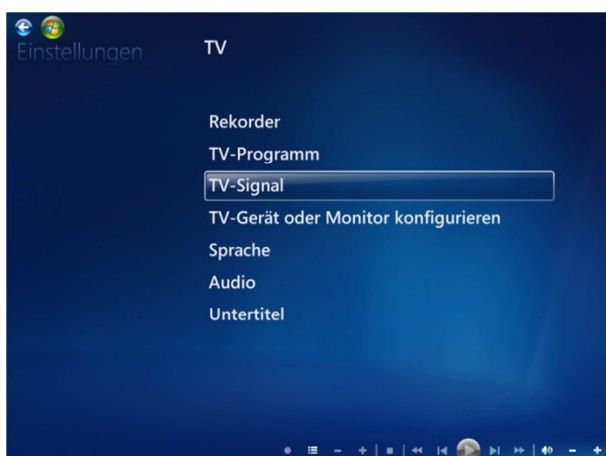 Einstellungen
TV
Rekorder
TV-Programm
TV-Signal
TV-Gerät oder Monitor konfigurieren
Sprache
Audio
Untertitel